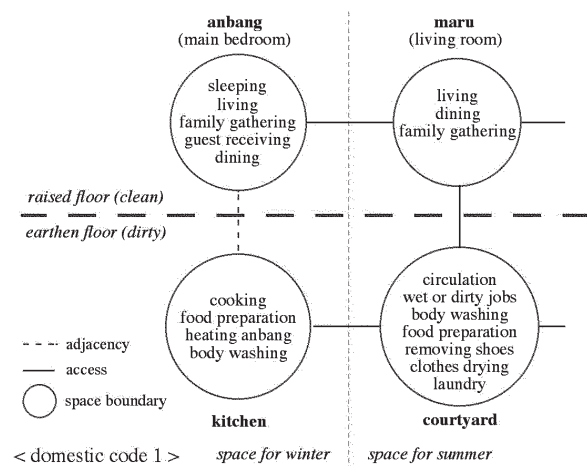 anbang
(main bedroom)
maru
(living room)
sleeping
living
family gathering
guest receiving
dining
living
dining
family gathering
raised floor (clean)
earthen floor (dirty)
cooking
food preparation
heating anbang
body washing
circulation
wet or dirty jobs
body washing
food preparation
removing shoes
clothes drying
laundry
adjacency
access
space boundary
kitchen
courtyard
< domestic code 1 >
space for winter
space for summer